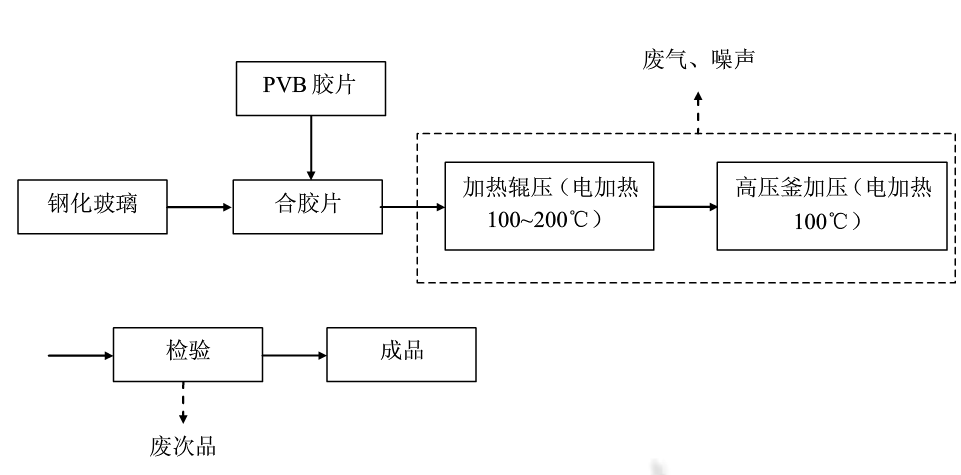 废气、噪声
PVB 胶片
钢化玻璃
合胶片
加热辊压（电加热
100~200℃）
高压釜加压（电加热
100℃）
检验
成品
废次品